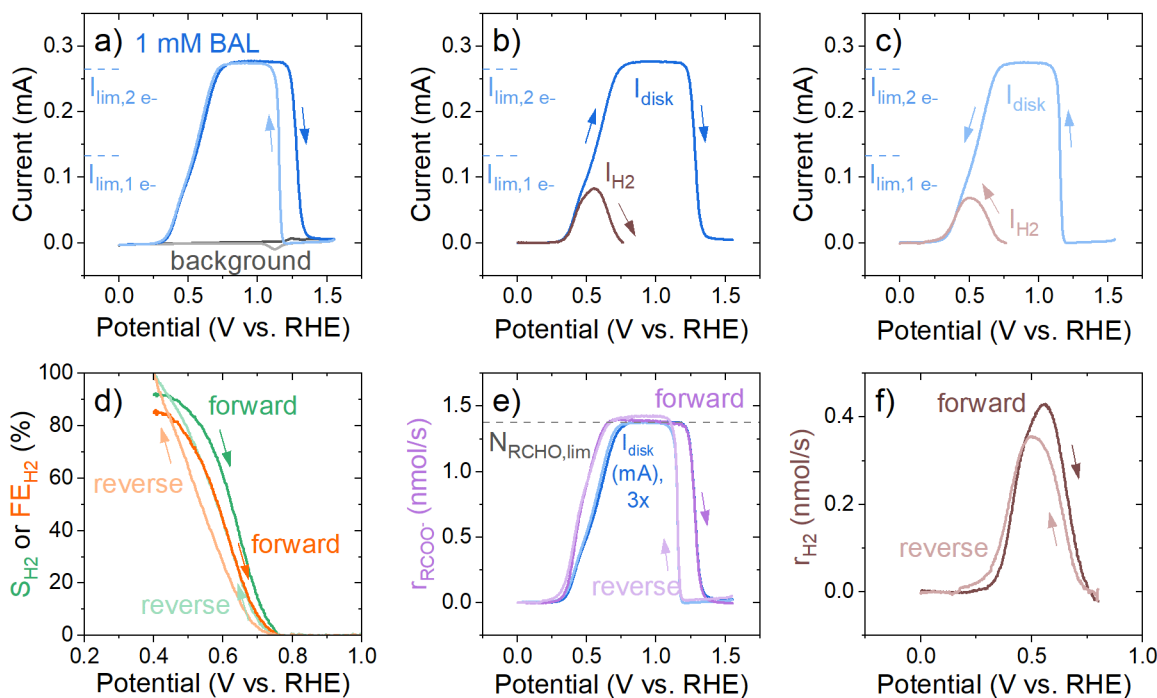 a)
1 mM BAL
0.3
0.2
0.1
0.0
I_lim,2 e-
I_lim,1 e-
background
Current (mA)
0.0 0.5 1.0 1.5
Potential (V vs. RHE)
b)
0.3
0.2
0.1
0.0
I_lim,2 e-
I_lim,1 e-
I_disk
I_H2
Current (mA)
0.0 0.5 1.0 1.5
Potential (V vs. RHE)
c)
0.3
0.2
0.1
0.0
I_lim,2 e-
I_lim,1 e-
I_disk
I_H2
Current (mA)
0.0 0.5 1.0 1.5
Potential (V vs. RHE)
d)
100
80
60
40
20
0
forward
reverse
forward
reverse
S_H2 or FE_H2 (%)
0.2 0.4 0.6 0.8 1.0
Potential (V vs. RHE)
e)
1.5
1.0
0.5
0.0
forward
N_RCHO,lim
I_disk
(mA),
3x
reverse
r_RCOO- (nmol/s)
0.0 0.5 1.0 1.5
Potential (V vs. RHE)
f)
0.4
0.2
0.0
forward
reverse
r_H2 (nmol/s)
0.0 0.5 1.0
Potential (V vs. RHE)